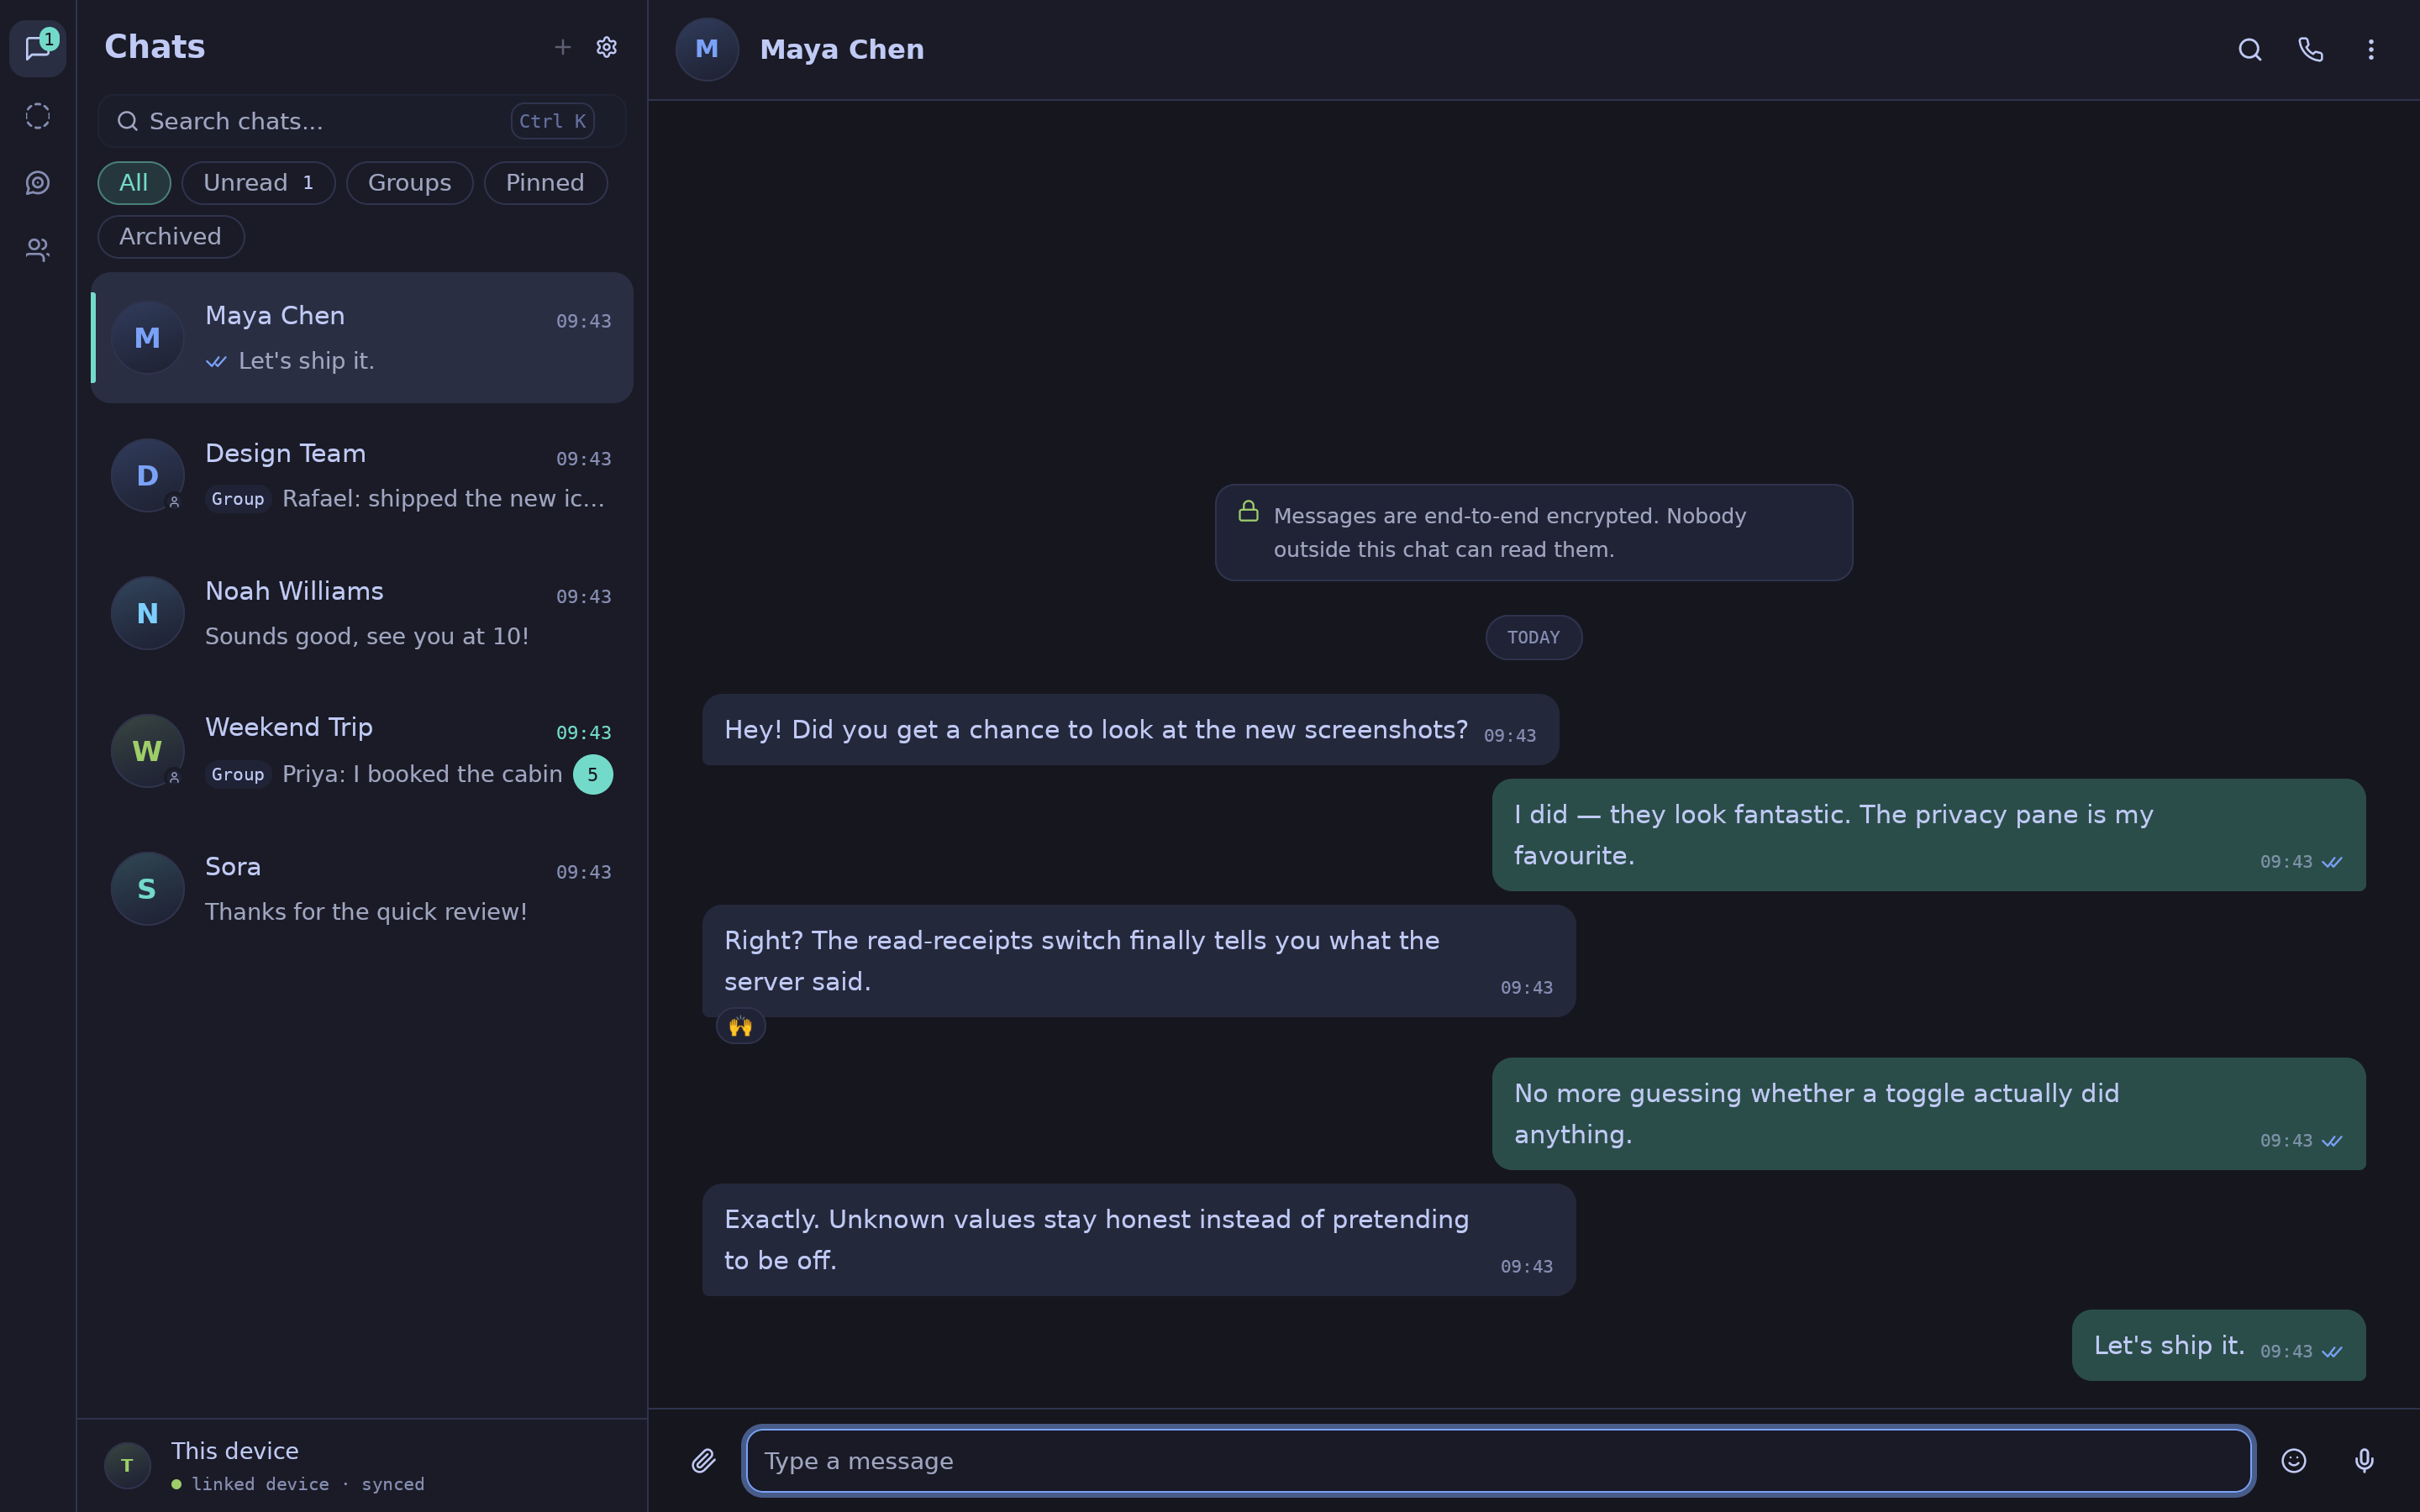 1
Chats
Search chats...
Ctrl K
All
Unread 1
Groups
Pinned
Archived
M
Maya Chen
09:43
Let's ship it.
D
Design Team
09:43
Group
Rafael: shipped the new ic...
N
Noah Williams
09:43
Sounds good, see you at 10!
W
Weekend Trip
09:43
Group
Priya: I booked the cabin
5
S
Sora
09:43
Thanks for the quick review!
T
This device
linked device · synced
M
Maya Chen
Messages are end-to-end encrypted. Nobody
outside this chat can read them.
TODAY
Hey! Did you get a chance to look at the new screenshots? 09:43
I did — they look fantastic. The privacy pane is my
favourite. 09:43
Right? The read-receipts switch finally tells you what the
server said. 09:43
🙌
No more guessing whether a toggle actually did
anything. 09:43
Exactly. Unknown values stay honest instead of pretending
to be off. 09:43
Let's ship it. 09:43
Type a message